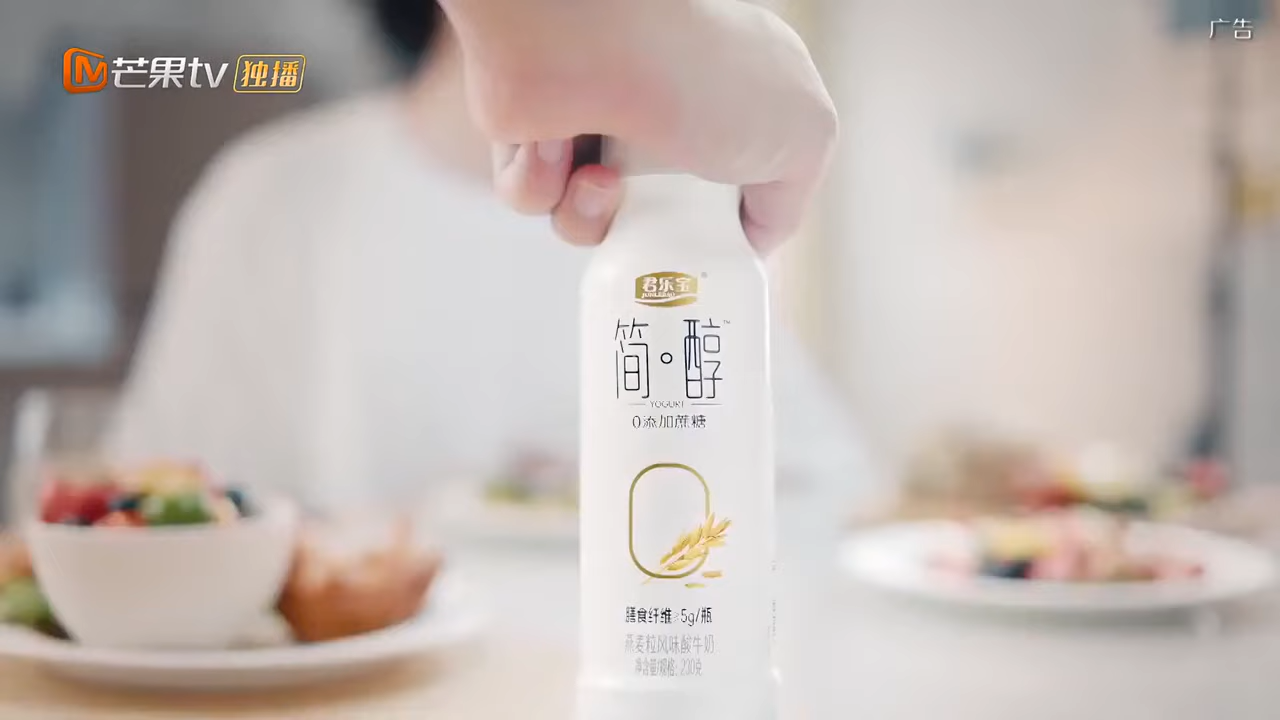 芒果tv 独播
广告
君乐宝
JUNLEBAO
简·醇
YOGURT
0添加蔗糖
膳食纤维≥5g/瓶
燕麦粒风味酸牛奶
净含量/规格: 230克